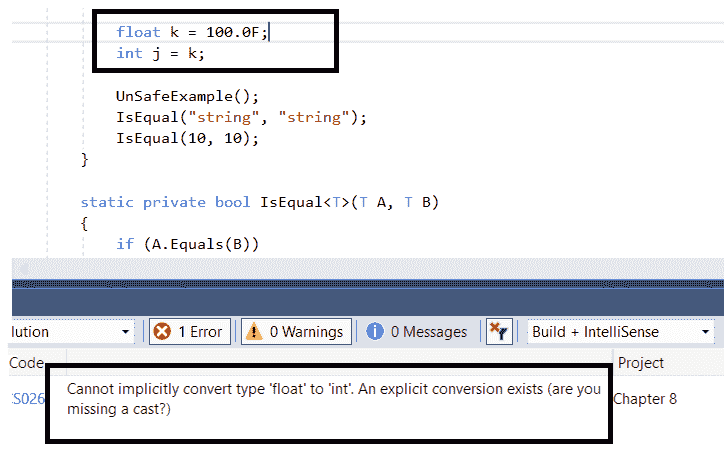 float k = 100.0F;
int j = k;
UnSafeExample();
IsEqual("string", "string");
IsEqual(10, 10);
}
static private bool IsEqual<T>(T A, T B)
{
if (A.Equals(B))
lution 1 Error 0 Warnings 0 Messages Build + IntelliSense
Code Project
CS026 Cannot implicitly convert type 'float' to 'int'. An explicit conversion exists (are you Chapter 8
missing a cast?)